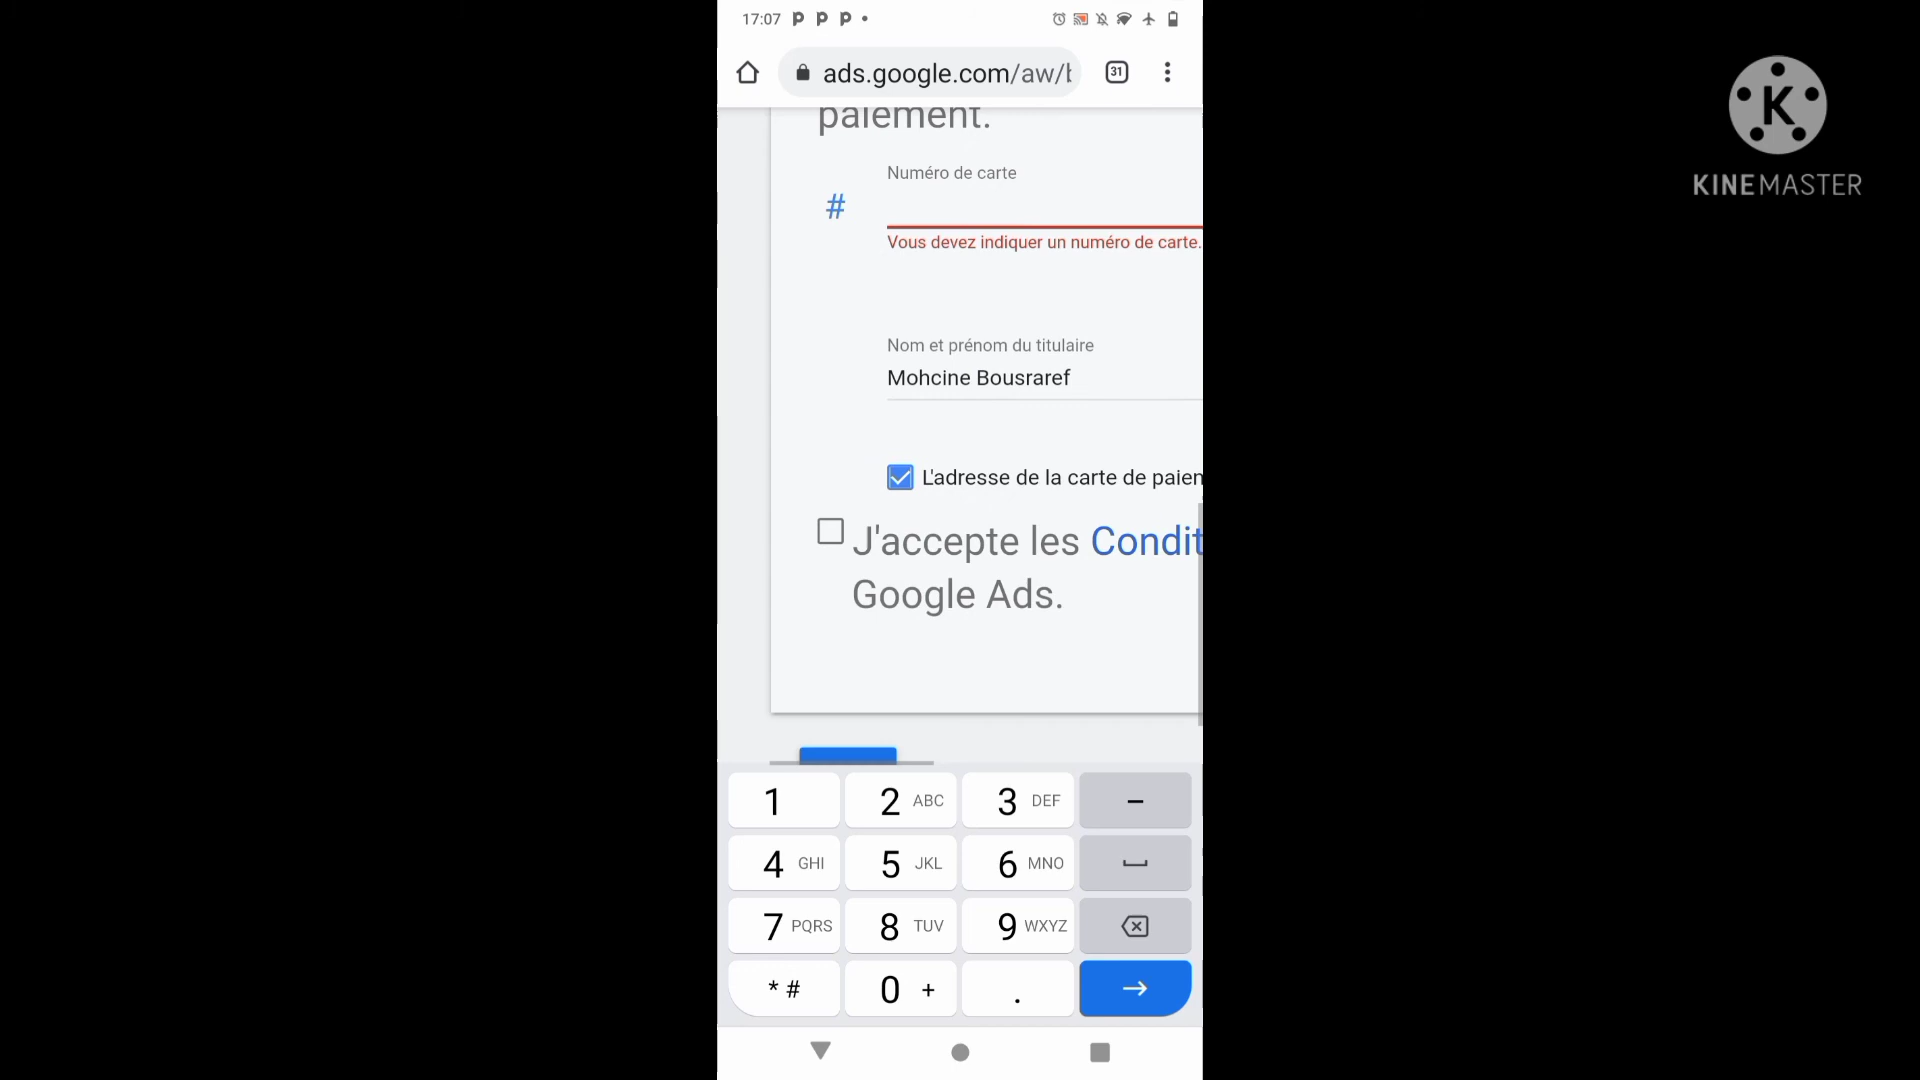 17:07
ads.google.com/aw/b
31
paiement.
Numéro de carte
#
Vous devez indiquer un numéro de carte.
Nom et prénom du titulaire
Mohcine Bousraref
L'adresse de la carte de paien
J'accepte les Condit
Google Ads.
1 2 ABC 3 DEF –
4 GHI 5 JKL 6 MNO
7 PQRS 8 TUV 9 WXYZ
* # 0 + .
K
KINEMASTER